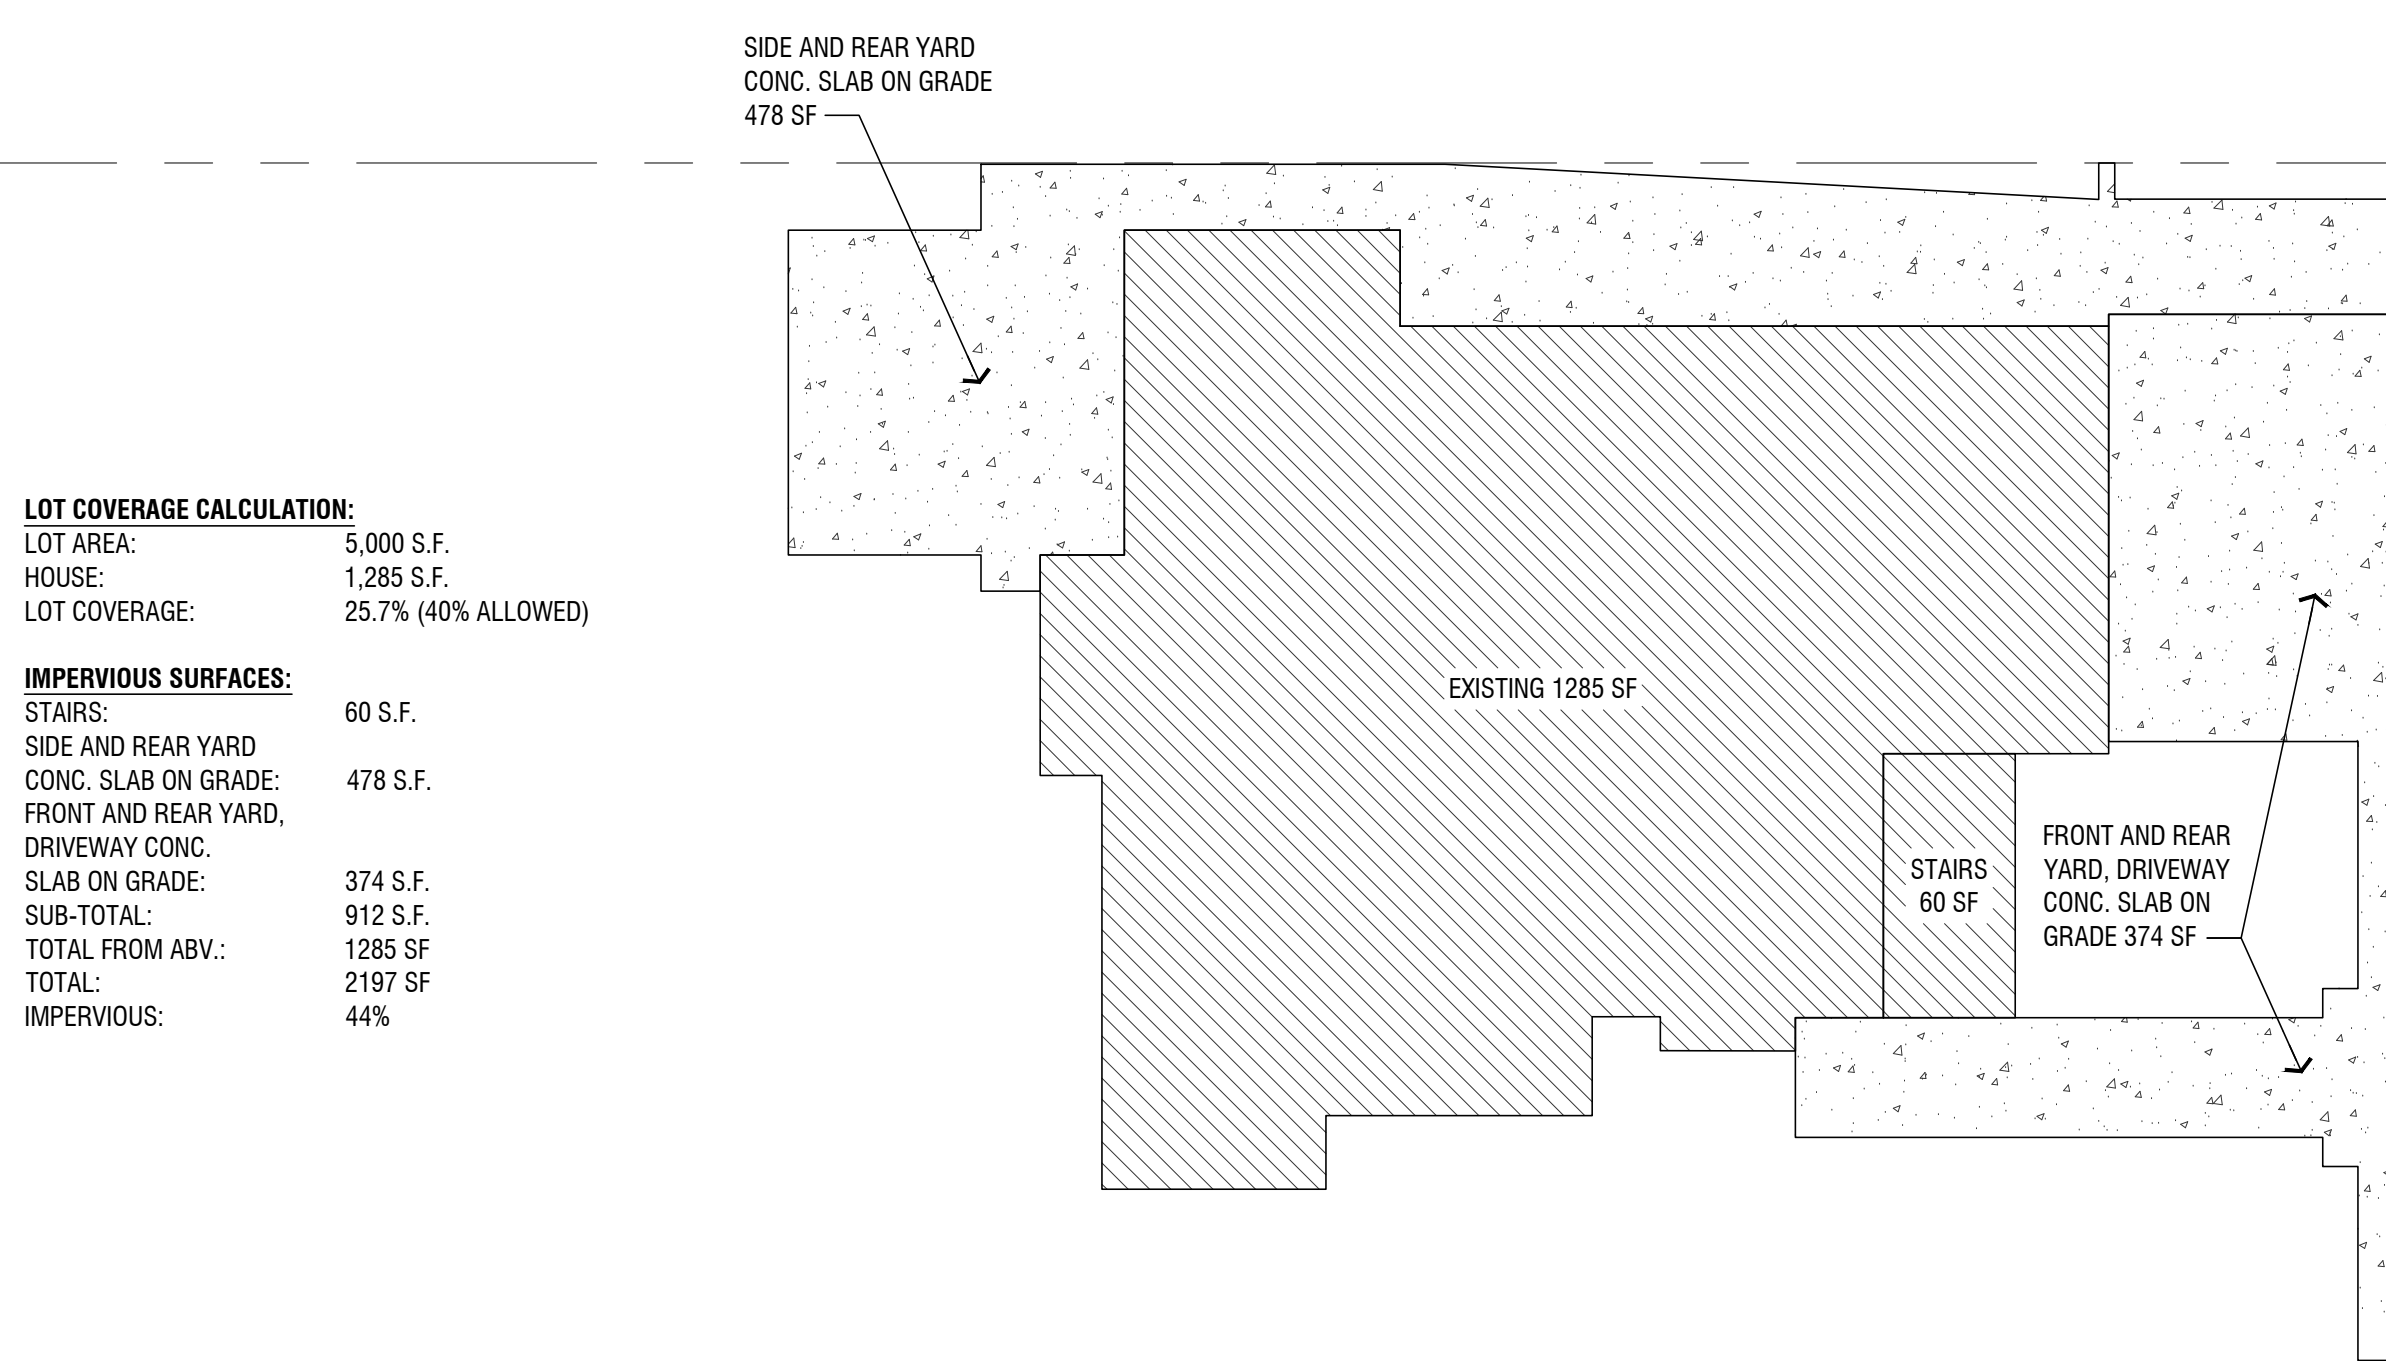 SIDE AND REAR YARD
CONC. SLAB ON GRADE
478 SF
LOT COVERAGE CALCULATION:
LOT AREA: 5,000 S.F.
HOUSE: 1,285 S.F.
LOT COVERAGE: 25.7% (40% ALLOWED)
IMPERVIOUS SURFACES:
STAIRS: 60 S.F.
SIDE AND REAR YARD
CONC. SLAB ON GRADE: 478 S.F.
FRONT AND REAR YARD,
DRIVEWAY CONC.
SLAB ON GRADE: 374 S.F.
SUB-TOTAL: 912 S.F.
TOTAL FROM ABV.: 1285 SF
TOTAL: 2197 SF
IMPERVIOUS: 44%
EXISTING 1285 SF
STAIRS
60 SF
FRONT AND REAR
YARD, DRIVEWAY
CONC. SLAB ON
GRADE 374 SF